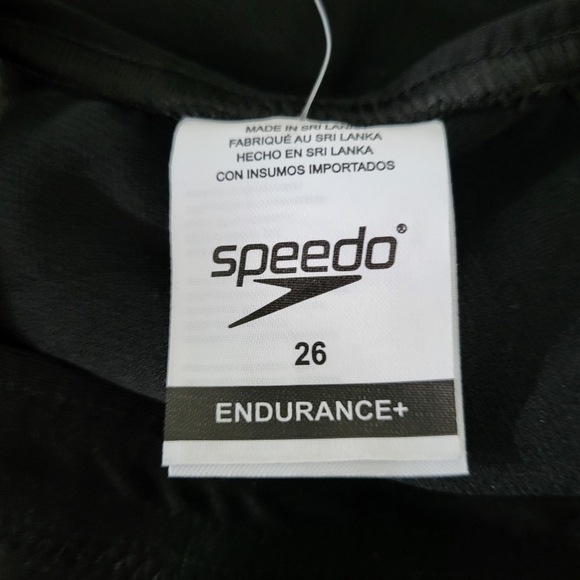 MADE IN SRI LANKA
FABRIQUÉ AU SRI LANKA
HECHO EN SRI LANKA
CON INSUMOS IMPORTADOS
speedo®
26
ENDURANCE+